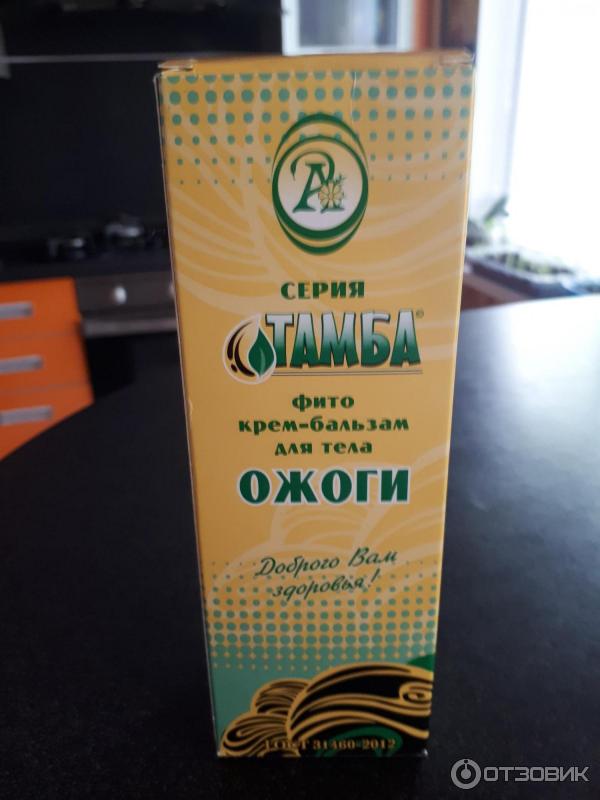 СЕРИЯ
ТАМБА©
фито
крем-бальзам
для тела
ОЖОГИ
Доброго Вам
здоровья!
ГОСТ 31460-2012
ОТЗОВИК